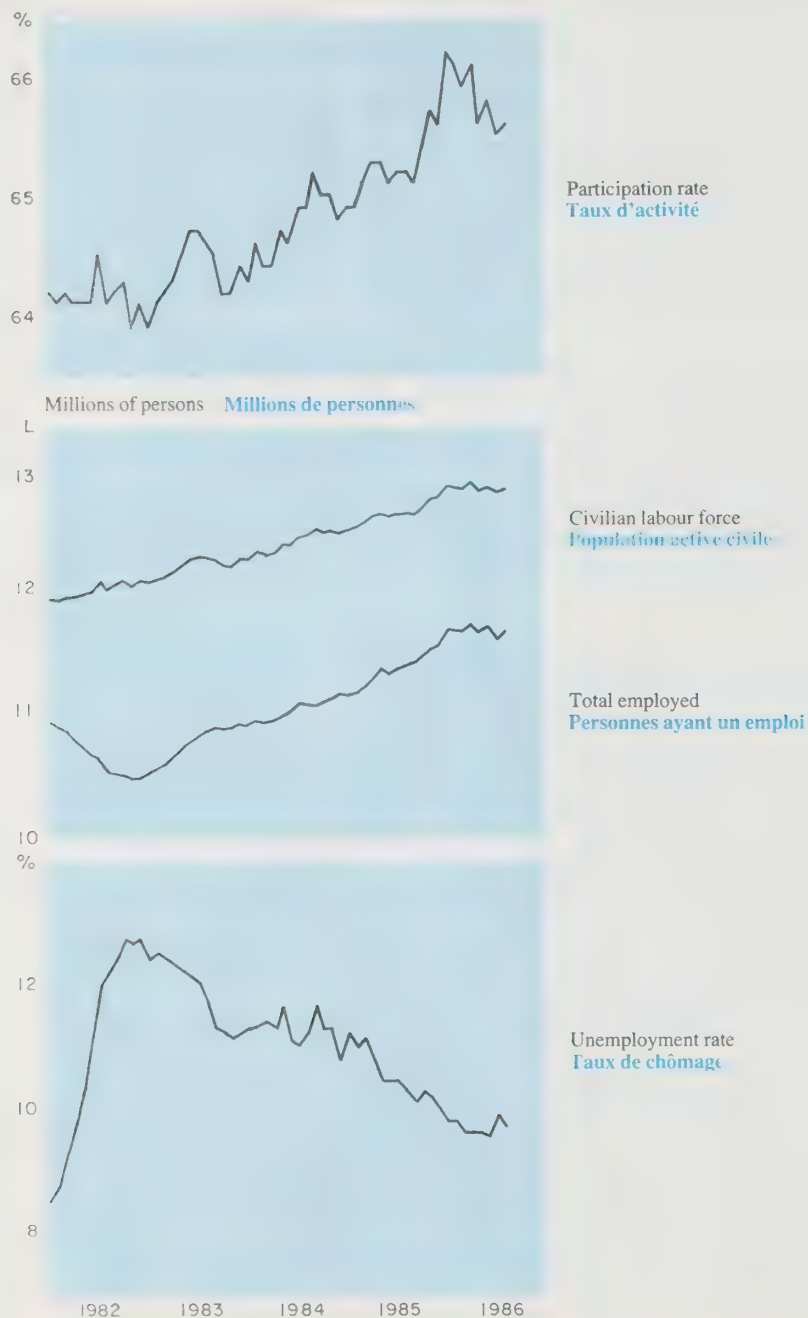 %
66
65
64
Participation rate
Taux d'activité
Millions of persons Millions de personnes
L
13
12
11
10
Civilian labour force
Population active civile
Total employed
Personnes ayant un emploi
%
12
10
8
Unemployment rate
Taux de chômage
1982 1983 1984 1985 1986